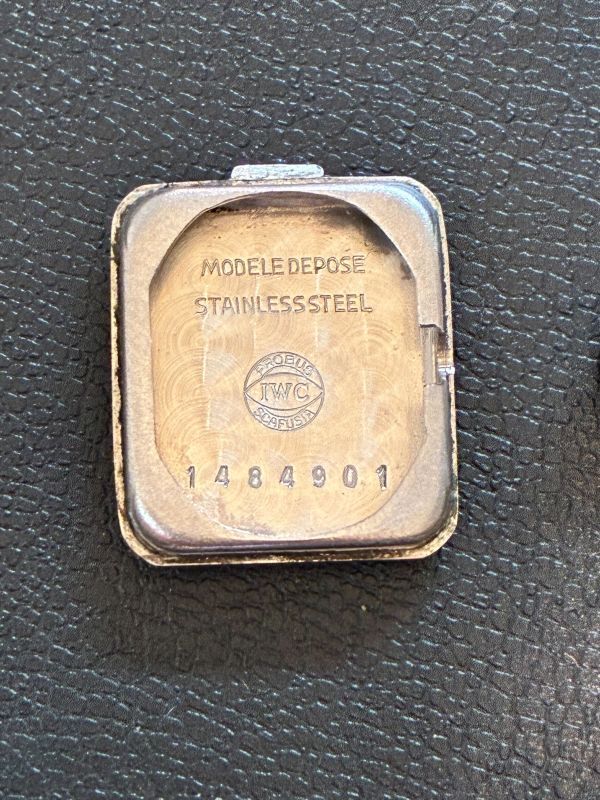 MODELE DEPOSE
STAINLESS STEEL
PROBUS
IWC
SCAFUSIA
1484901